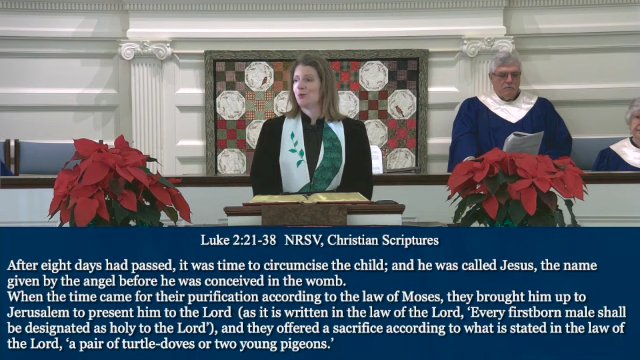 Luke 2:21-38  NRSV, Christian Scriptures
After eight days had passed, it was time to circumcise the child; and he was called Jesus, the name
given by the angel before he was conceived in the womb.
When the time came for their purification according to the law of Moses, they brought him up to
Jerusalem to present him to the Lord  (as it is written in the law of the Lord, ‘Every firstborn male shall
be designated as holy to the Lord’), and they offered a sacrifice according to what is stated in the law of
the Lord, ‘a pair of turtle-doves or two young pigeons.’